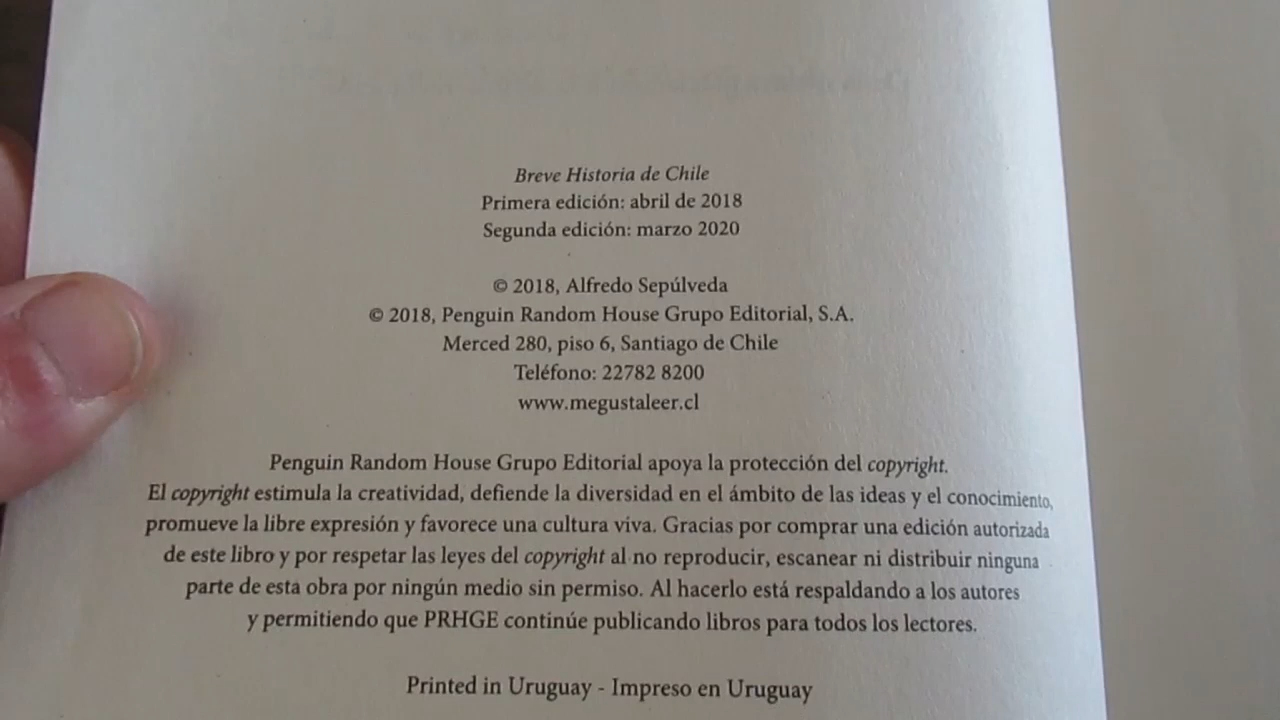 Breve Historia de Chile
Primera edición: abril de 2018
Segunda edición: marzo 2020
© 2018, Alfredo Sepúlveda
© 2018, Penguin Random House Grupo Editorial, S.A.
Merced 280, piso 6, Santiago de Chile
Teléfono: 22782 8200
www.megustaleer.cl
Penguin Random House Grupo Editorial apoya la protección del copyright.
El copyright estimula la creatividad, defiende la diversidad en el ámbito de las ideas y el conocimiento,
promueve la libre expresión y favorece una cultura viva. Gracias por comprar una edición autorizada
de este libro y por respetar las leyes del copyright al no reproducir, escanear ni distribuir ninguna
parte de esta obra por ningún medio sin permiso. Al hacerlo está respaldando a los autores
y permitiendo que PRHGE continúe publicando libros para todos los lectores.
Printed in Uruguay - Impreso en Uruguay